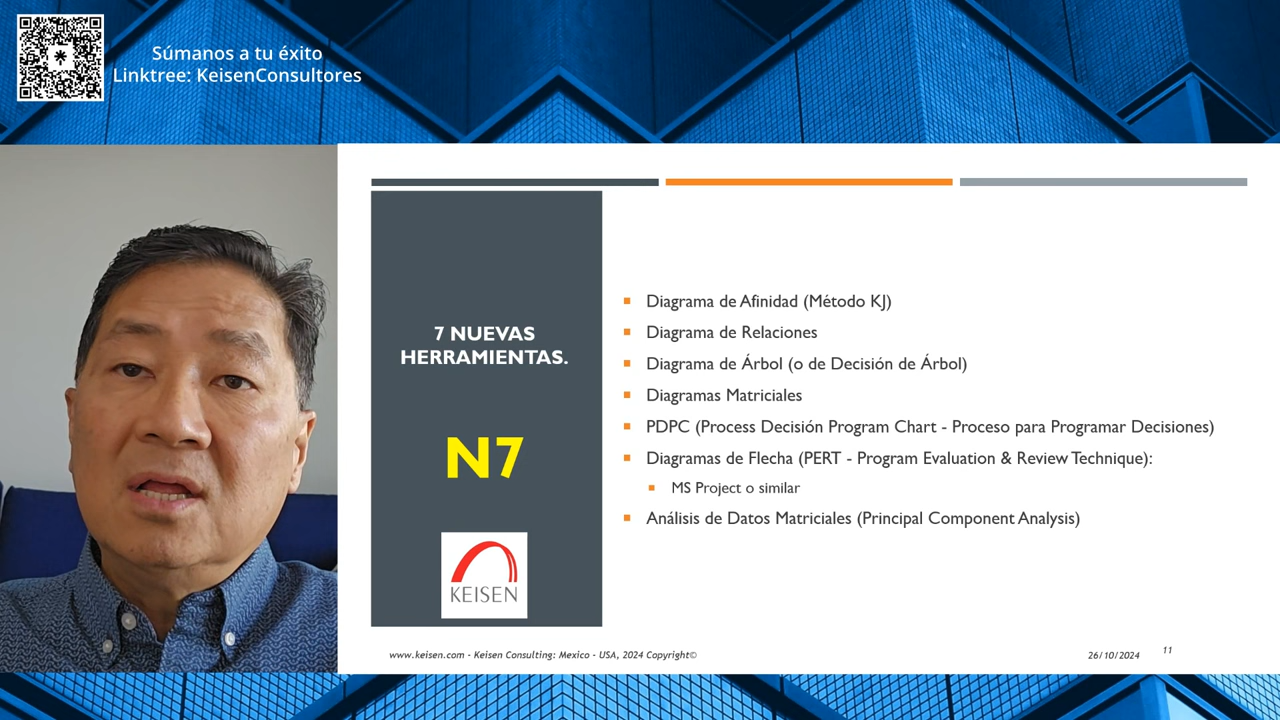 Súmanos a tu éxito
Linktree: KeisenConsultores
7 NUEVAS
HERRAMIENTAS.
N7
KEISEN
Diagrama de Afinidad (Método KJ)
Diagrama de Relaciones
Diagrama de Árbol (o de Decisión de Árbol)
Diagramas Matriciales
PDPC (Process Decisión Program Chart - Proceso para Programar Decisiones)
Diagramas de Flecha (PERT - Program Evaluation & Review Technique):
MS Project o similar
Análisis de Datos Matriciales (Principal Component Analysis)
www.keisen.com - Keisen Consulting: Mexico - USA, 2024 Copyright©
26/10/2024
11